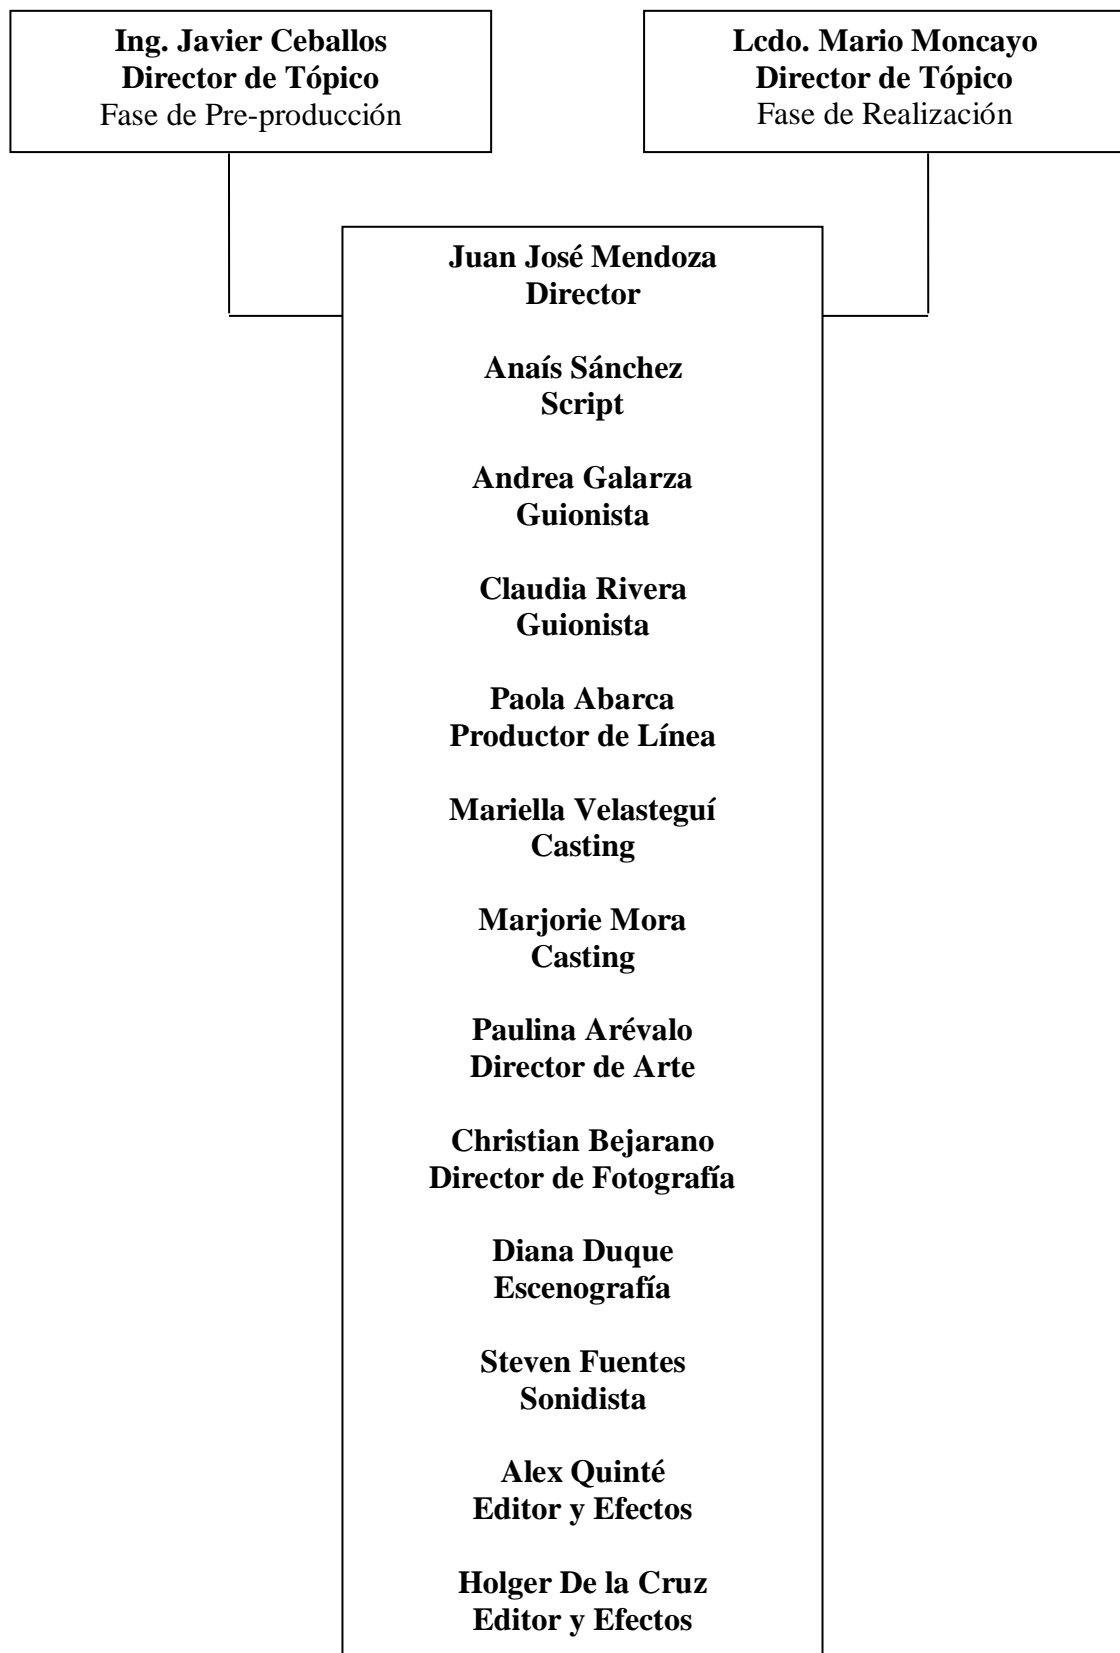 Ing. Javier Ceballos
Director de Tópico
Fase de Pre-producción
Lcdo. Mario Moncayo
Director de Tópico
Fase de Realización
Juan José Mendoza
Director
Anaís Sánchez
Script
Andrea Galarza
Guionista
Claudia Rivera
Guionista
Paola Abarca
Productor de Línea
Mariella Velasteguí
Casting
Marjorie Mora
Casting
Paulina Arévalo
Director de Arte
Christian Bejarano
Director de Fotografía
Diana Duque
Escenografía
Steven Fuentes
Sonidista
Alex Quinté
Editor y Efectos
Holger De la Cruz
Editor y Efectos